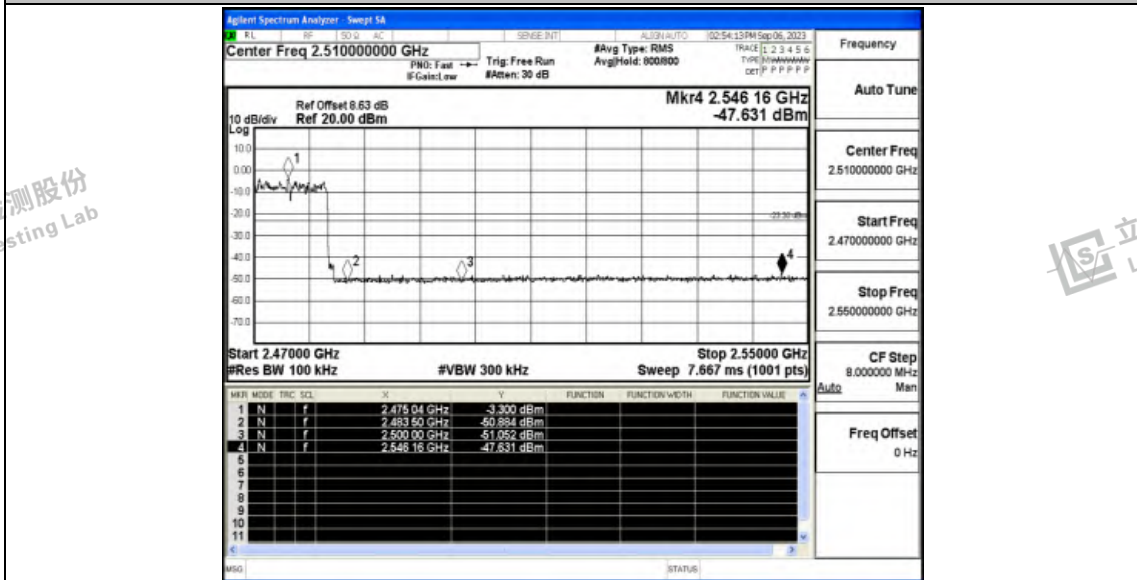 Agilent Spectrum Analyzer - Swept SA
RL RF 50 Ω AC SENSE:INT ALIGN AUTO 02:54:13 PM Sep 06, 2023
Center Freq 2.510000000 GHz
PNO: Fast
IFGain:Low
Trig: Free Run
#Atten: 30 dB
#Avg Type: RMS
Avg|Hold: 800/800
TRACE 1 2 3 4 5 6
TYPE
DET P P P P P P
Frequency
Mkr4 2.546 16 GHz
-47.631 dBm
Ref Offset 8.63 dB
10 dB/div Ref 20.00 dBm
Log
10.0
0.00
-10.0
-20.0
-30.0
-40.0
-50.0
-60.0
-70.0
1
2
3
4
-23.30 dBm
Start 2.47000 GHz Stop 2.55000 GHz
#Res BW 100 kHz #VBW 300 kHz Sweep 7.667 ms (1001 pts)
MKR MODE TRC SCL X Y FUNCTION FUNCTION WIDTH FUNCTION VALUE
1 N f 2.475 04 GHz -3.300 dBm
2 N f 2.483 50 GHz -50.884 dBm
3 N f 2.500 00 GHz -51.052 dBm
4 N f 2.546 16 GHz -47.631 dBm
5
6
7
8
9
10
11
MSG STATUS
Auto Tune
Center Freq
2.510000000 GHz
Start Freq
2.470000000 GHz
Stop Freq
2.550000000 GHz
CF Step
8.000000 MHz
Auto Man
Freq Offset
0 Hz
测股份
esting Lab
立
L